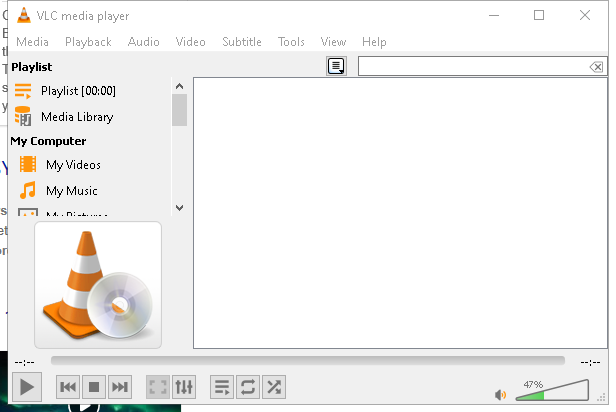 VLC media player
Media Playback Audio Video Subtitle Tools View Help
Playlist
Playlist [00:00]
Media Library
My Computer
My Videos
My Music
My Pictures
--:-- --:--
47%